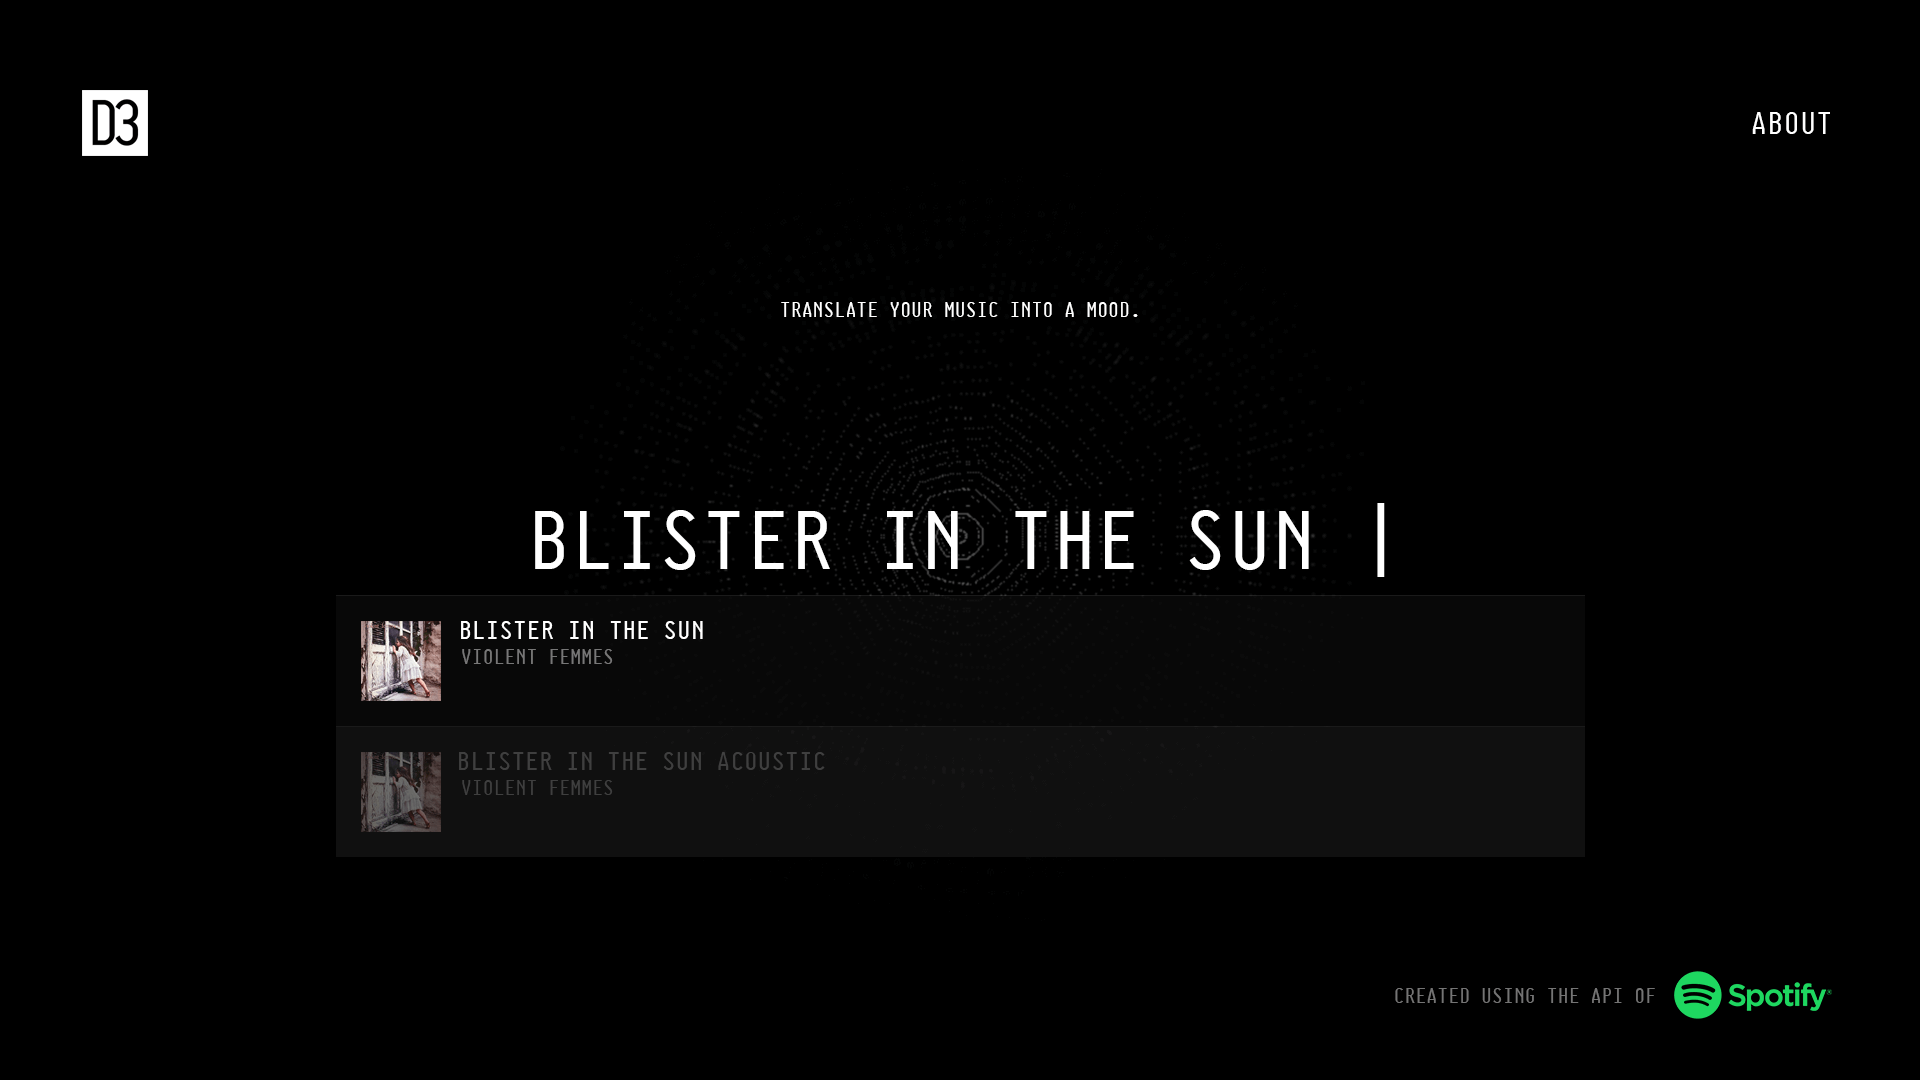 D3
ABOUT
TRANSLATE YOUR MUSIC INTO A MOOD.
BLISTER IN THE SUN |
BLISTER IN THE SUN
VIOLENT FEMMES
BLISTER IN THE SUN ACOUSTIC
VIOLENT FEMMES
CREATED USING THE API OF Spotify®